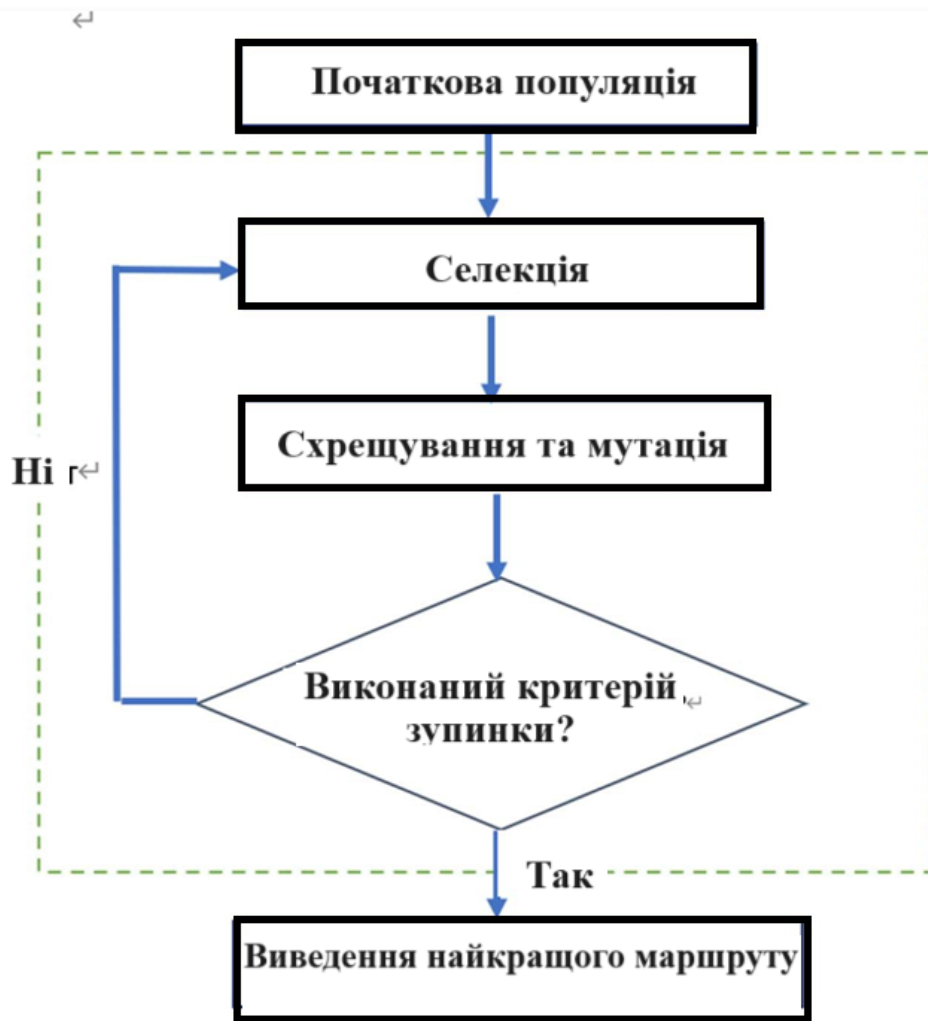 Початкова популяція
Селекція
Схрещування та мутація
Ні
Виконаний критерій
зупинки?
Так
Виведення найкращого маршруту